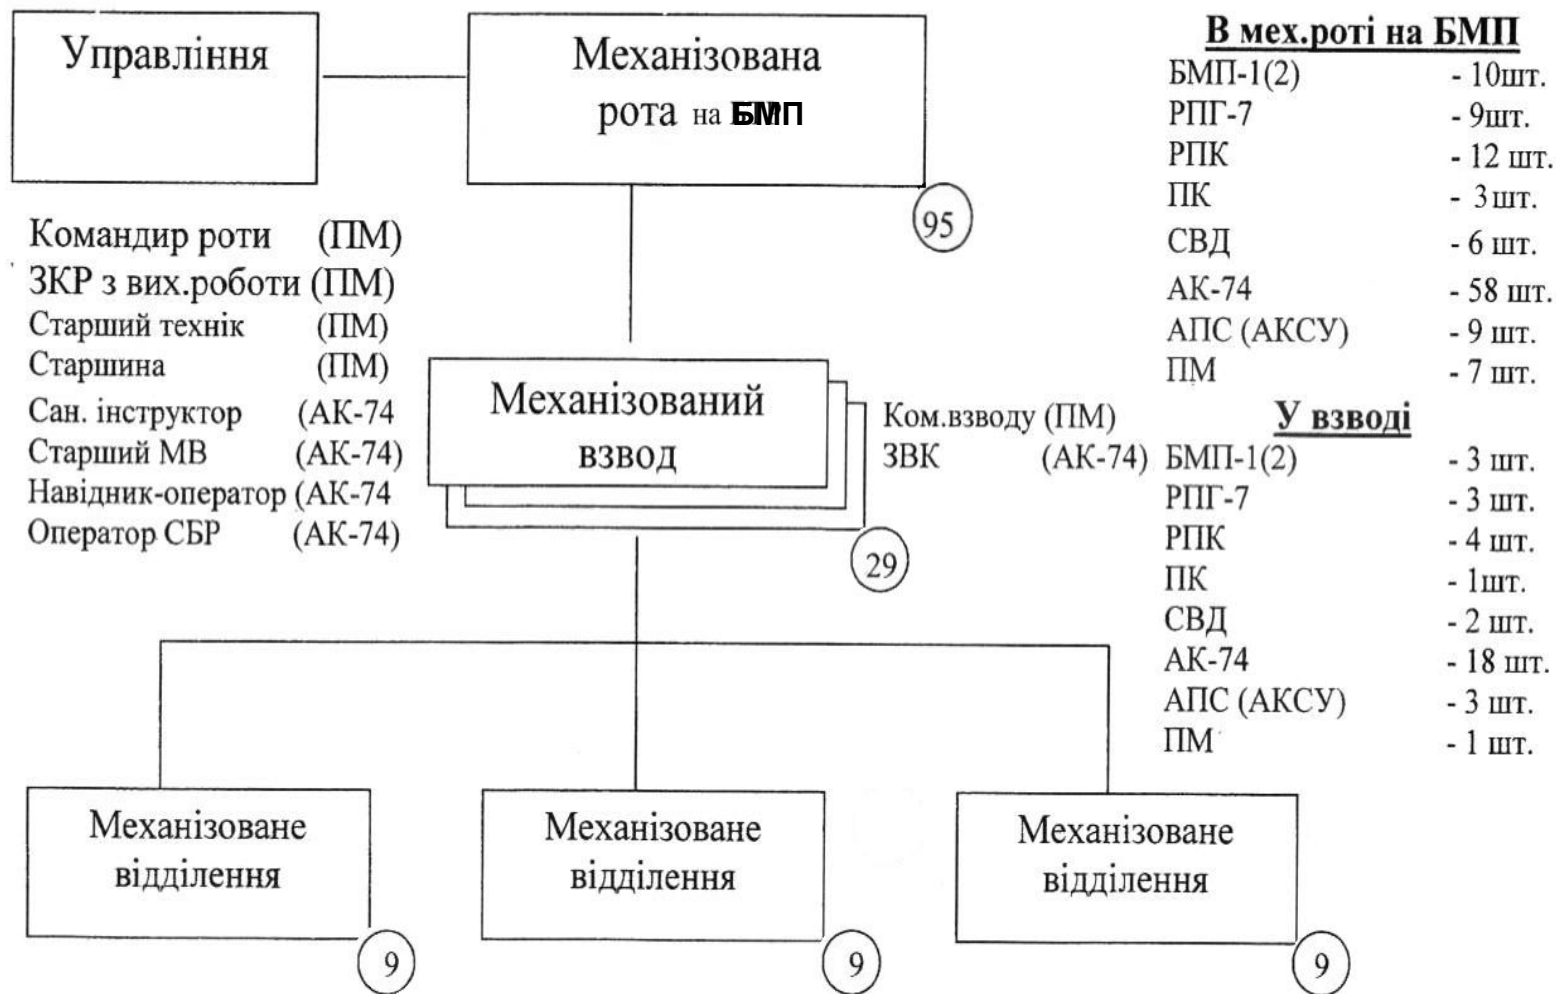 Управління
Механізована
рота на БМП
95
Командир роти (ПМ)
ЗКР з вих.роботи (ПМ)
Старший технік (ПМ)
Старшина (ПМ)
Сан. інструктор (АК-74
Старший МВ (АК-74)
Навідник-оператор (АК-74
Оператор СБР (АК-74)
Механізований
взвод
29
Ком.взводу (ПМ)
ЗВК (АК-74)
Механізоване
відділення
9
Механізоване
відділення
9
Механізоване
відділення
9
В мех.роті на БМП
БМП-1(2) - 10шт.
РПГ-7 - 9шт.
РПК - 12 шт.
ПК - 3шт.
СВД - 6 шт.
АК-74 - 58 шт.
АПС (АКСУ) - 9 шт.
ПМ - 7 шт.
У взводі
БМП-1(2) - 3 шт.
РПГ-7 - 3 шт.
РПК - 4 шт.
ПК - 1шт.
СВД - 2 шт.
АК-74 - 18 шт.
АПС (АКСУ) - 3 шт.
ПМ - 1 шт.